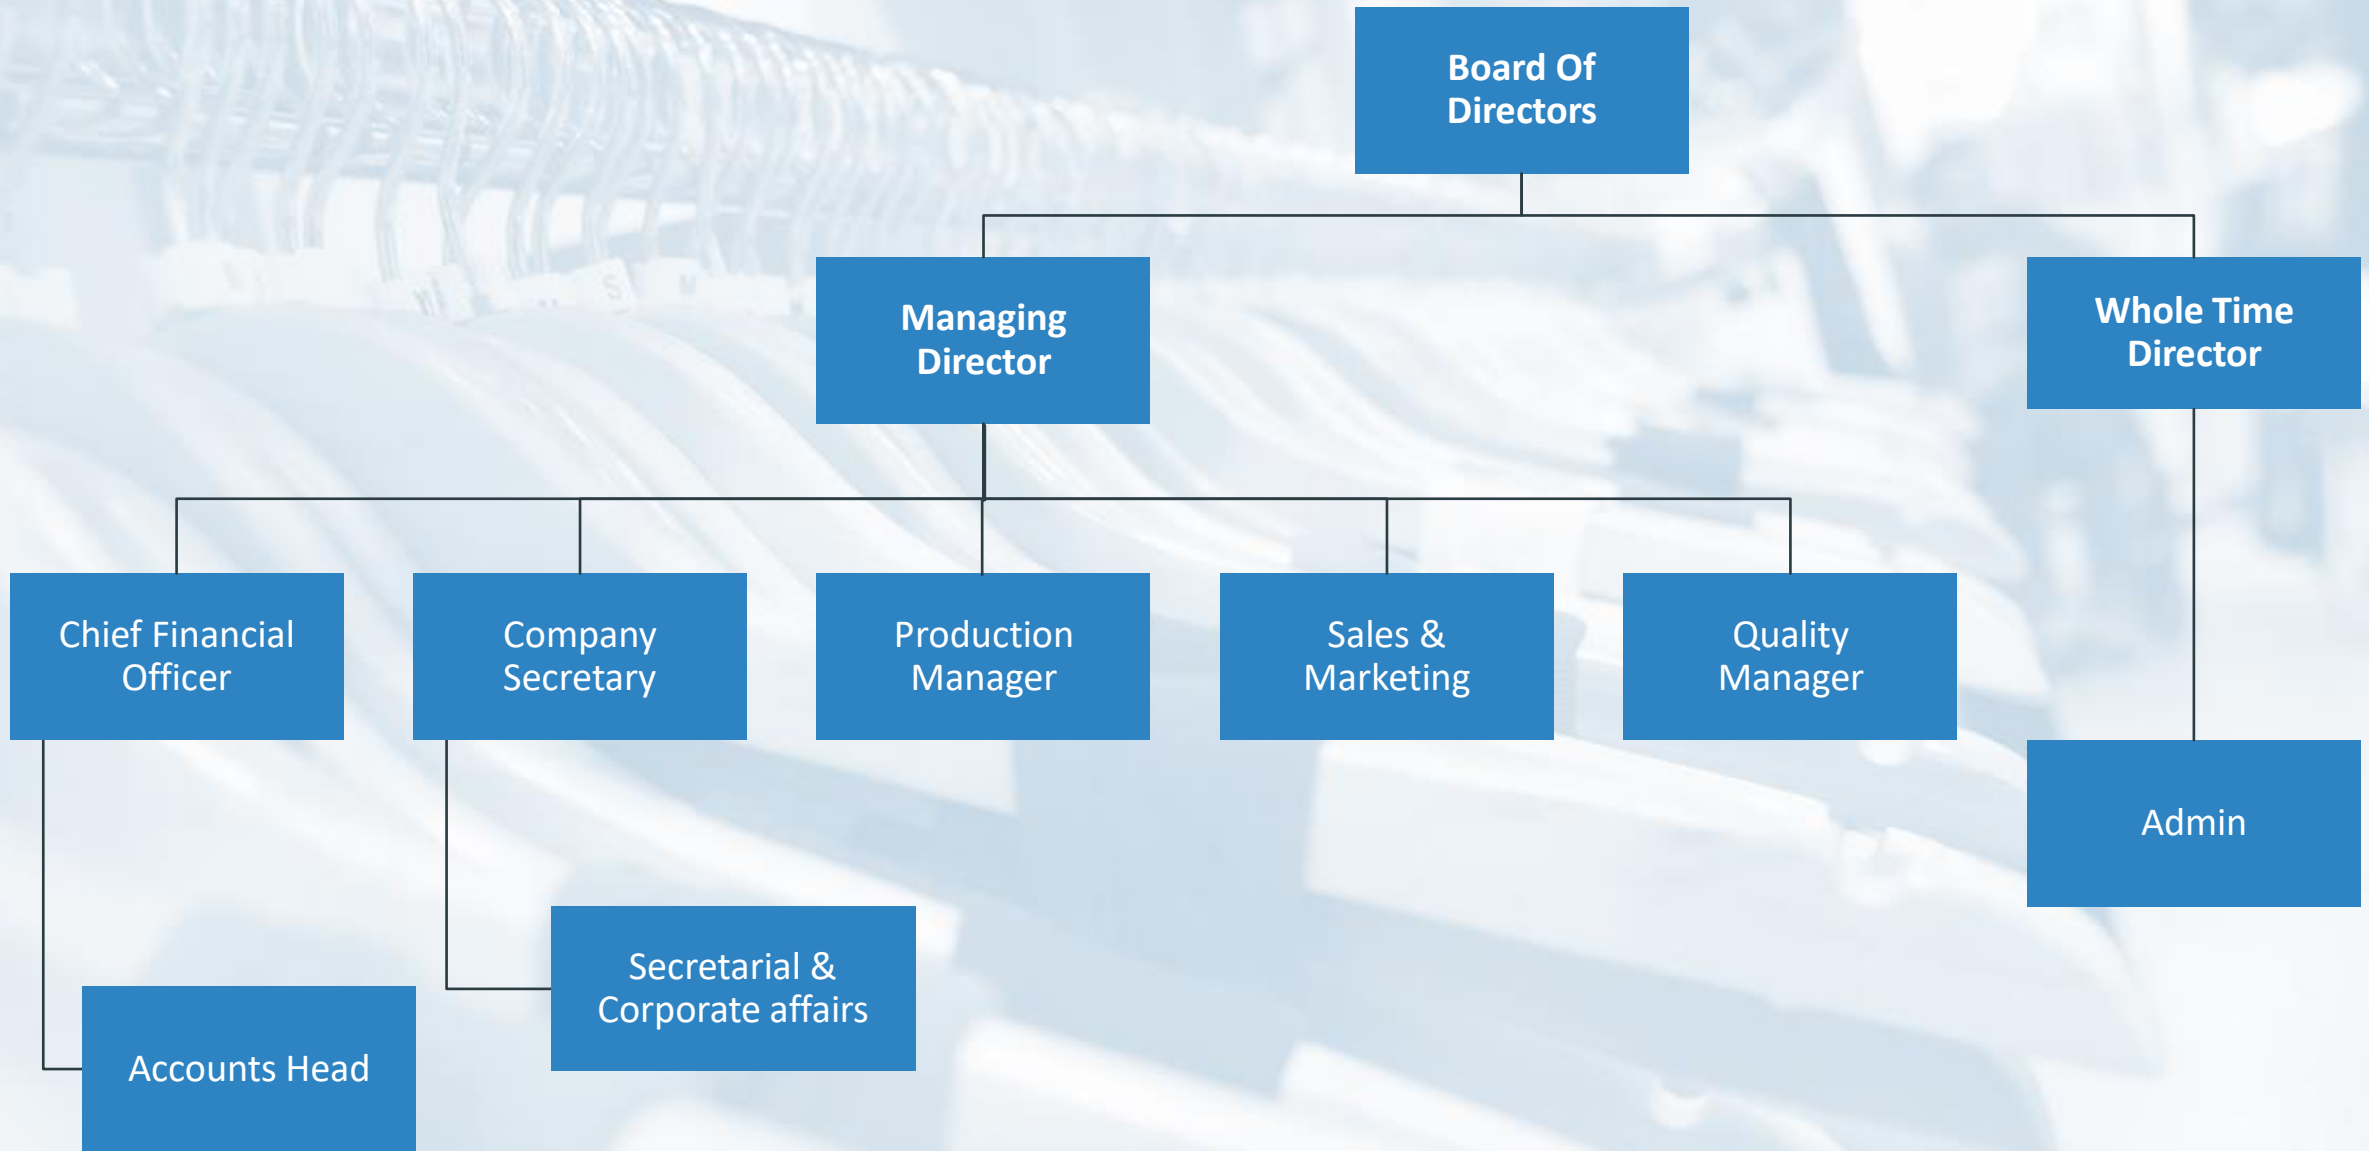 Board Of
Directors
Managing
Director
Whole Time
Director
Chief Financial
Officer
Company
Secretary
Production
Manager
Sales &
Marketing
Quality
Manager
Admin
Secretarial &
Corporate affairs
Accounts Head